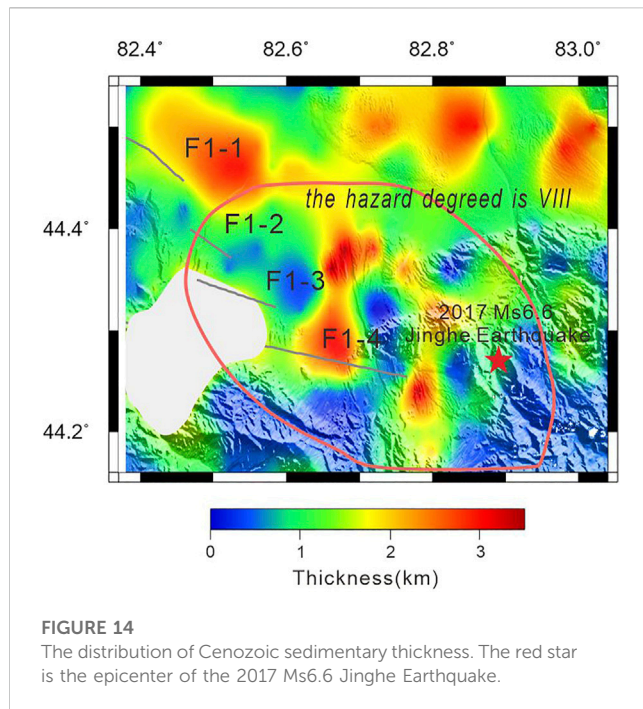 82.4° 82.6° 82.8° 83.0°
F1-1
the hazard degreed is VIII
44.4°
F1-2
F1-3
2017 Ms6.6
Jinghe Earthquake
F1-4
44.2°
0 1 2 3
Thickness(km)
FIGURE 14
The distribution of Cenozoic sedimentary thickness. The red star
is the epicenter of the 2017 Ms6.6 Jinghe Earthquake.